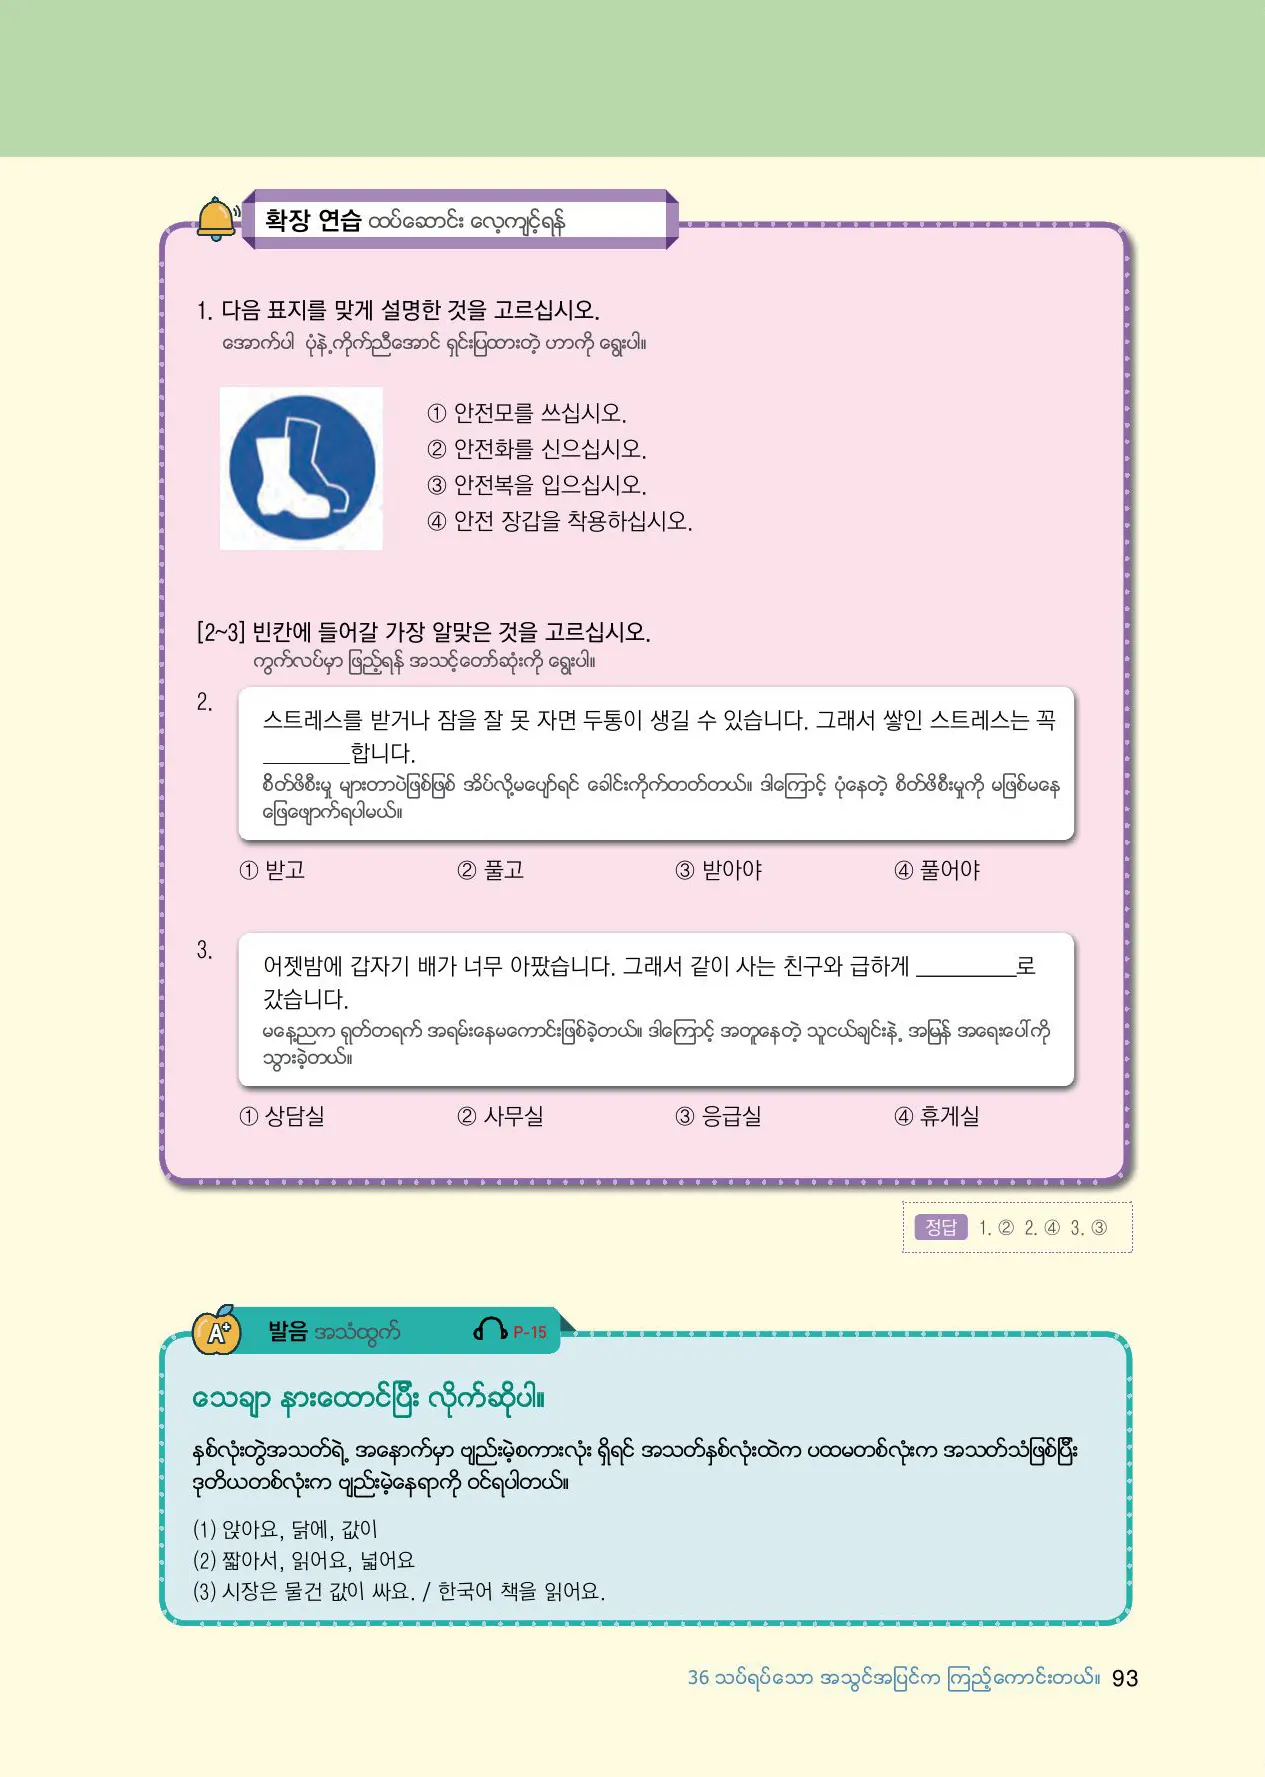 확장 연습 ထပ်ဆောင်း လေ့ကျင့်ရန်
1. 다음 표지를 맞게 설명한 것을 고르십시오.
အောက်ပါ ပုံနဲ့ကိုက်ညီအောင် ရှင်းပြထားတဲ့ ဟာကို ရွေးပါ။
① 안전모를 쓰십시오.
② 안전화를 신으십시오.
③ 안전복을 입으십시오.
④ 안전 장갑을 착용하십시오.
[2~3] 빈칸에 들어갈 가장 알맞은 것을 고르십시오.
ကွက်လပ်မှာ ဖြည့်ရန် အသင့်တော်ဆုံးကို ရွေးပါ။
2.
스트레스를 받거나 잠을 잘 못 자면 두통이 생길 수 있습니다. 그래서 쌓인 스트레스는 꼭
________합니다.
စိတ်ဖိစီးမှု များတာပဲဖြစ်ဖြစ် အိပ်လို့မပျော်ရင် ခေါင်းကိုက်တတ်တယ်။ ဒါကြောင့် ပုံနေတဲ့ စိတ်ဖိစီးမှုကို မဖြစ်မနေ
ဖြေဖျောက်ရပါမယ်။
① 받고 ② 풀고 ③ 받아야 ④ 풀어야
3.
어젯밤에 갑자기 배가 너무 아팠습니다. 그래서 같이 사는 친구와 급하게 _________로
갔습니다.
မနေ့ညက ရုတ်တရက် အရမ်းနေမကောင်းဖြစ်ခဲ့တယ်။ ဒါကြောင့် အတူနေတဲ့ သူငယ်ချင်းနဲ့ အမြန် အရေးပေါ်ကို
သွားခဲ့တယ်။
① 상담실 ② 사무실 ③ 응급실 ④ 휴게실
정답 1. ② 2. ④ 3. ③
A+ 발음 အသံထွက် P-15
သေချာ နားထောင်ပြီး လိုက်ဆိုပါ။
နှစ်လုံးတွဲအသတ်ရဲ့ အနောက်မှာ ဗျည်းမဲ့စကားလုံး ရှိရင် အသတ်နှစ်လုံးထဲက ပထမတစ်လုံးက အသတ်သံဖြစ်ပြီး
ဒုတိယတစ်လုံးက ဗျည်းမဲ့နေရာကို ဝင်ရပါတယ်။
(1) 앉아요, 닭에, 값이
(2) 짧아서, 읽어요, 넓어요
(3) 시장은 물건 값이 싸요. / 한국어 책을 읽어요.
36 သပ်ရပ်သော အသွင်အပြင်က ကြည့်ကောင်းတယ်။ 93